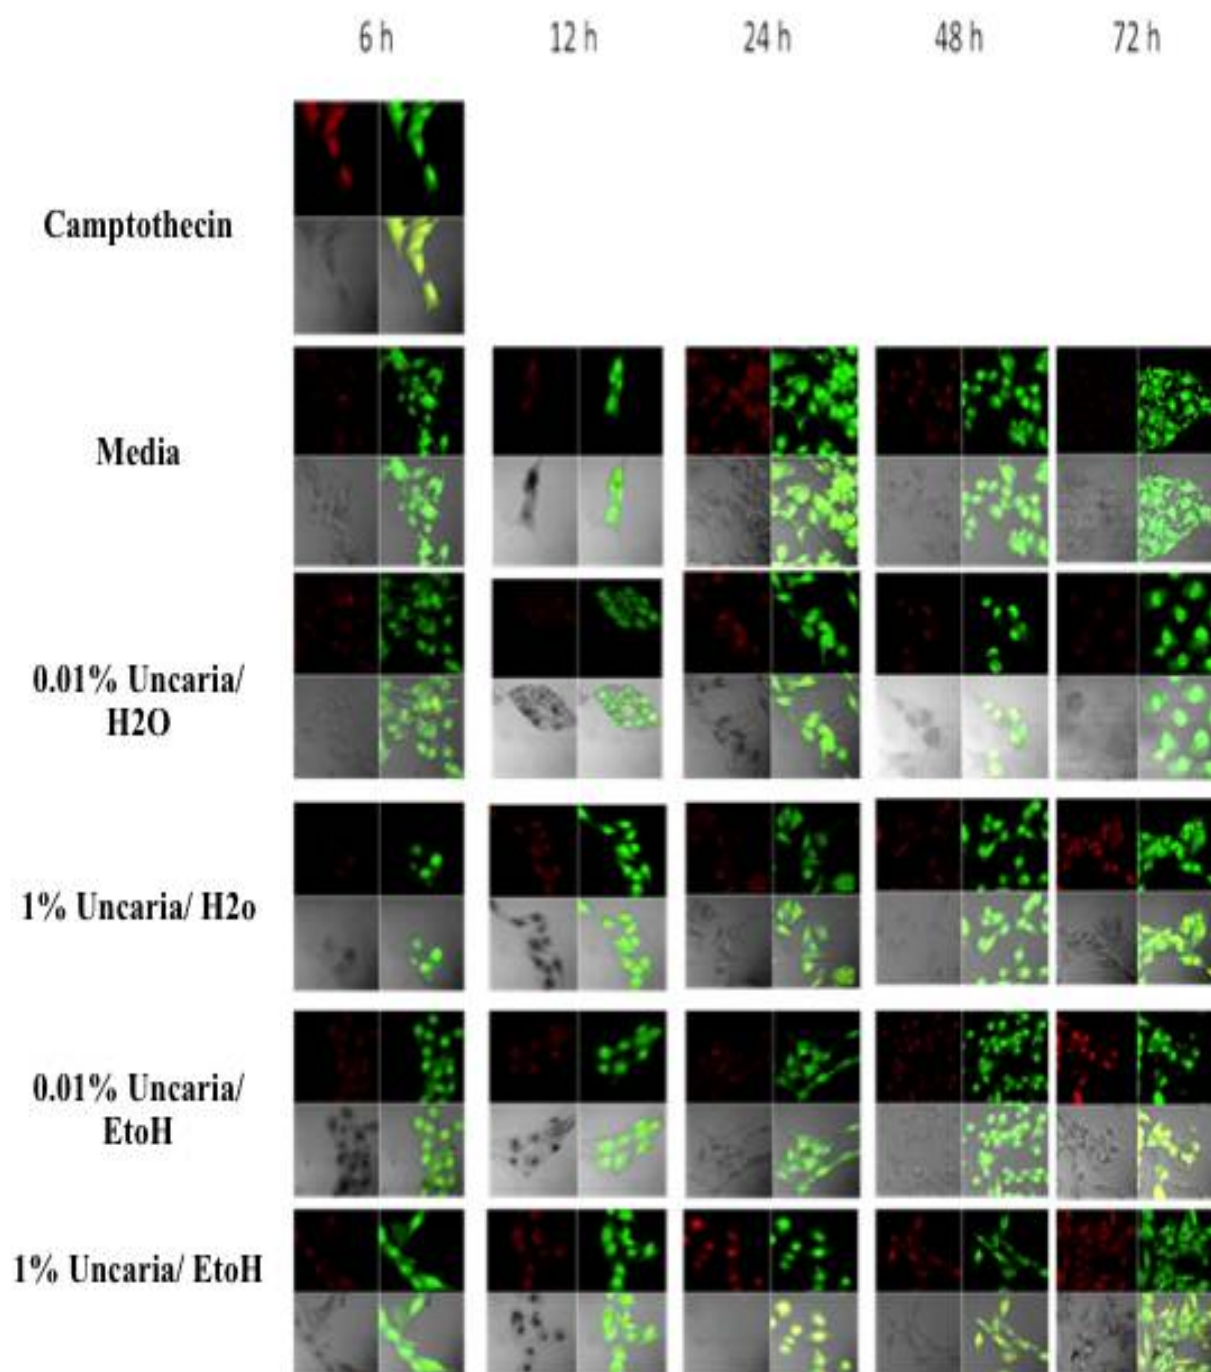 6 h 12 h 24 h 48 h 72 h
Camptothecin
Media
0.01% Uncaria/
H2O
1% Uncaria/ H2o
0.01% Uncaria/
EtoH
1% Uncaria/ EtoH